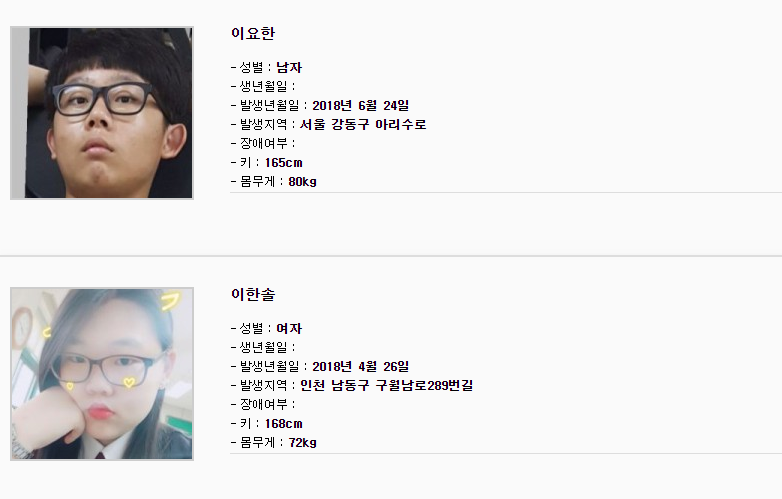 이요한
- 성별 : 남자
- 생년월일 :
- 발생년월일 : 2018년 6월 24일
- 발생지역 : 서울 강동구 아리수로
- 장애여부 :
- 키 : 165cm
- 몸무게 : 80kg
이한솔
- 성별 : 여자
- 생년월일 :
- 발생년월일 : 2018년 4월 26일
- 발생지역 : 인천 남동구 구월남로289번길
- 장애여부 :
- 키 : 168cm
- 몸무게 : 72kg